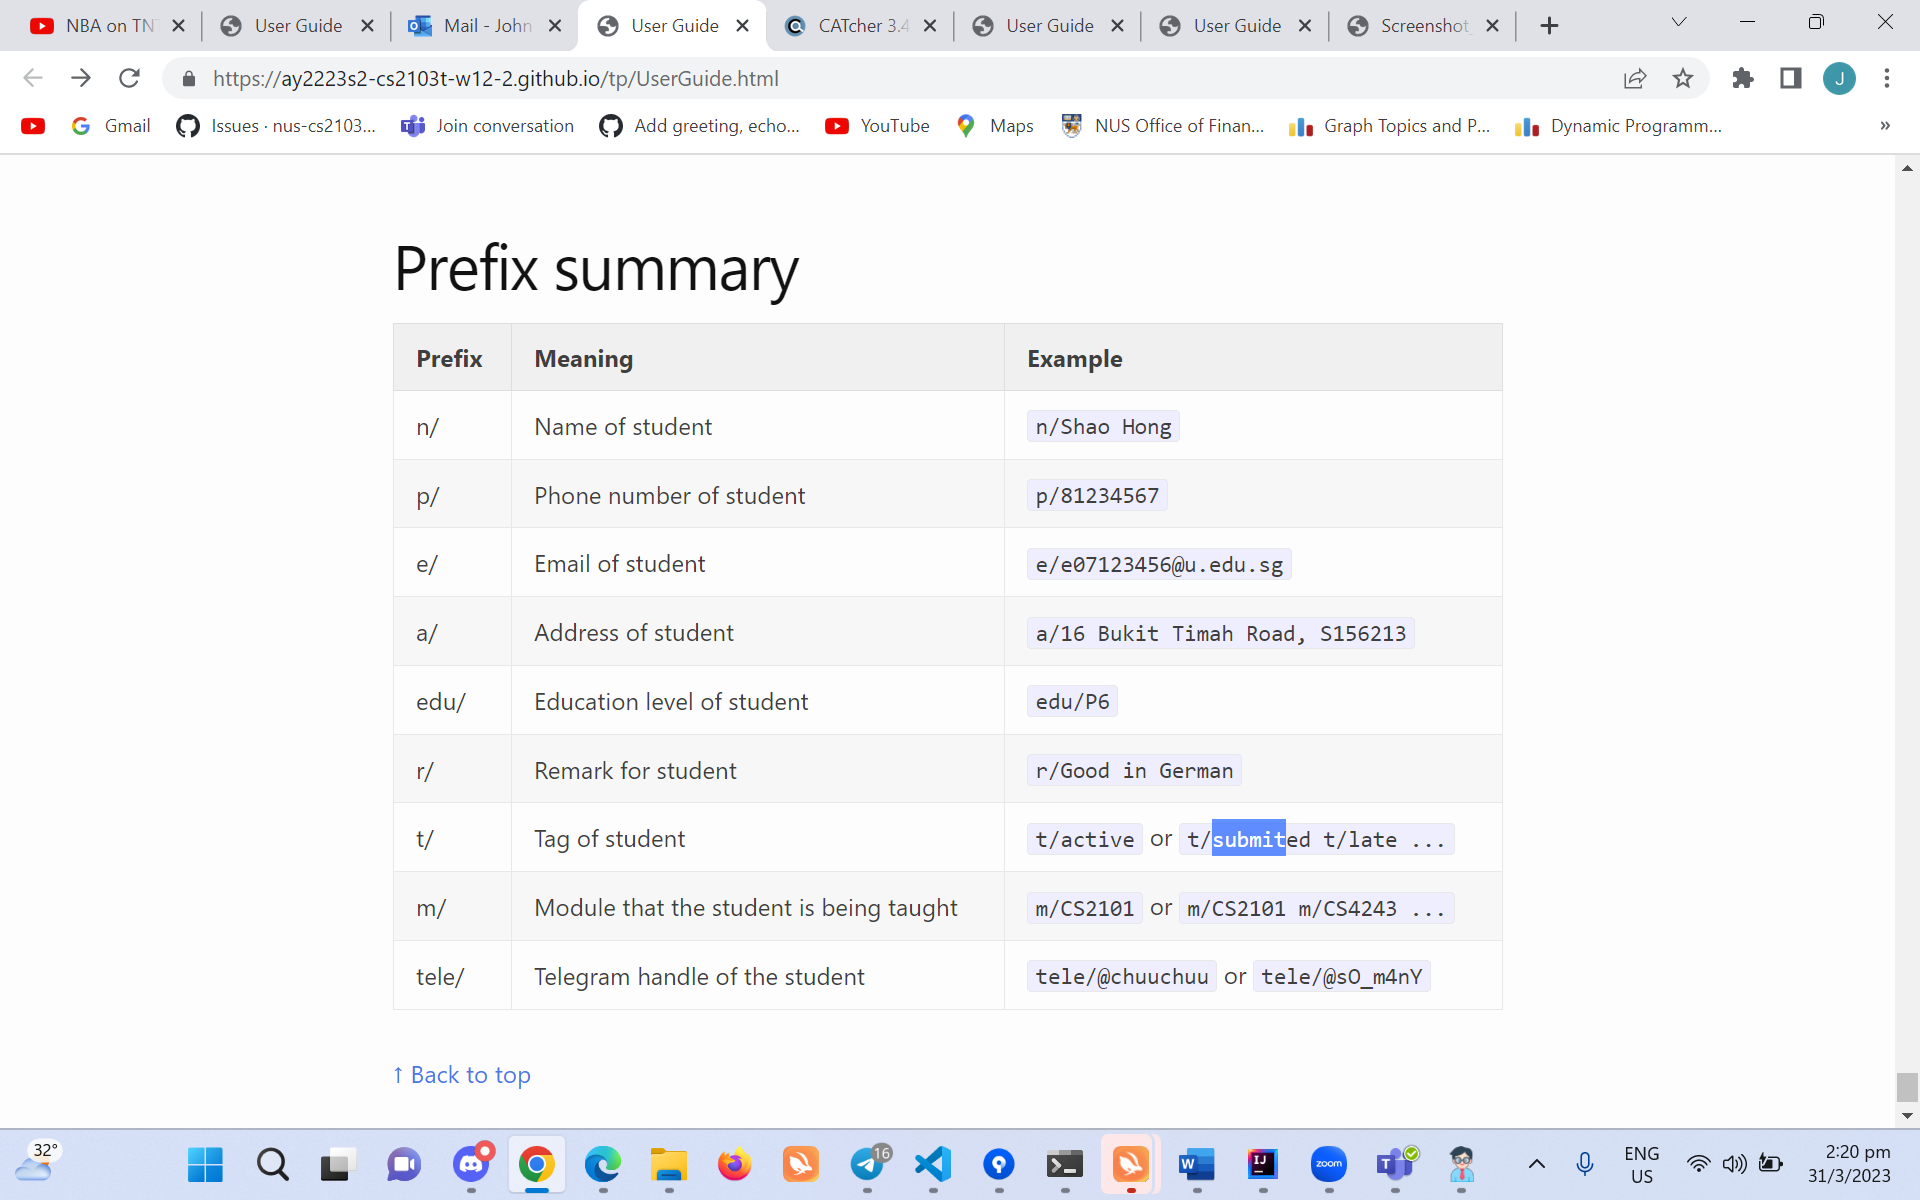 NBA on TN
User Guide
Mail - John
User Guide
CATcher 3.4
User Guide
User Guide
Screenshot
https://ay2223s2-cs2103t-w12-2.github.io/tp/UserGuide.html
J
Gmail
Issues · nus-cs2103...
Join conversation
Add greeting, echo...
YouTube
Maps
NUS Office of Finan...
Graph Topics and P...
Dynamic Programm...
»
Prefix summary
Prefix Meaning Example
n/ Name of student n/Shao Hong
p/ Phone number of student p/81234567
e/ Email of student e/e07123456@u.edu.sg
a/ Address of student a/16 Bukit Timah Road, S156213
edu/ Education level of student edu/P6
r/ Remark for student r/Good in German
t/ Tag of student t/active or t/submited t/late ...
m/ Module that the student is being taught m/CS2101 or m/CS2101 m/CS4243 ...
tele/ Telegram handle of the student tele/@chuuchuu or tele/@sO_m4nY
↑ Back to top
32°
16
zoom
ENG
US
2:20 pm
31/3/2023